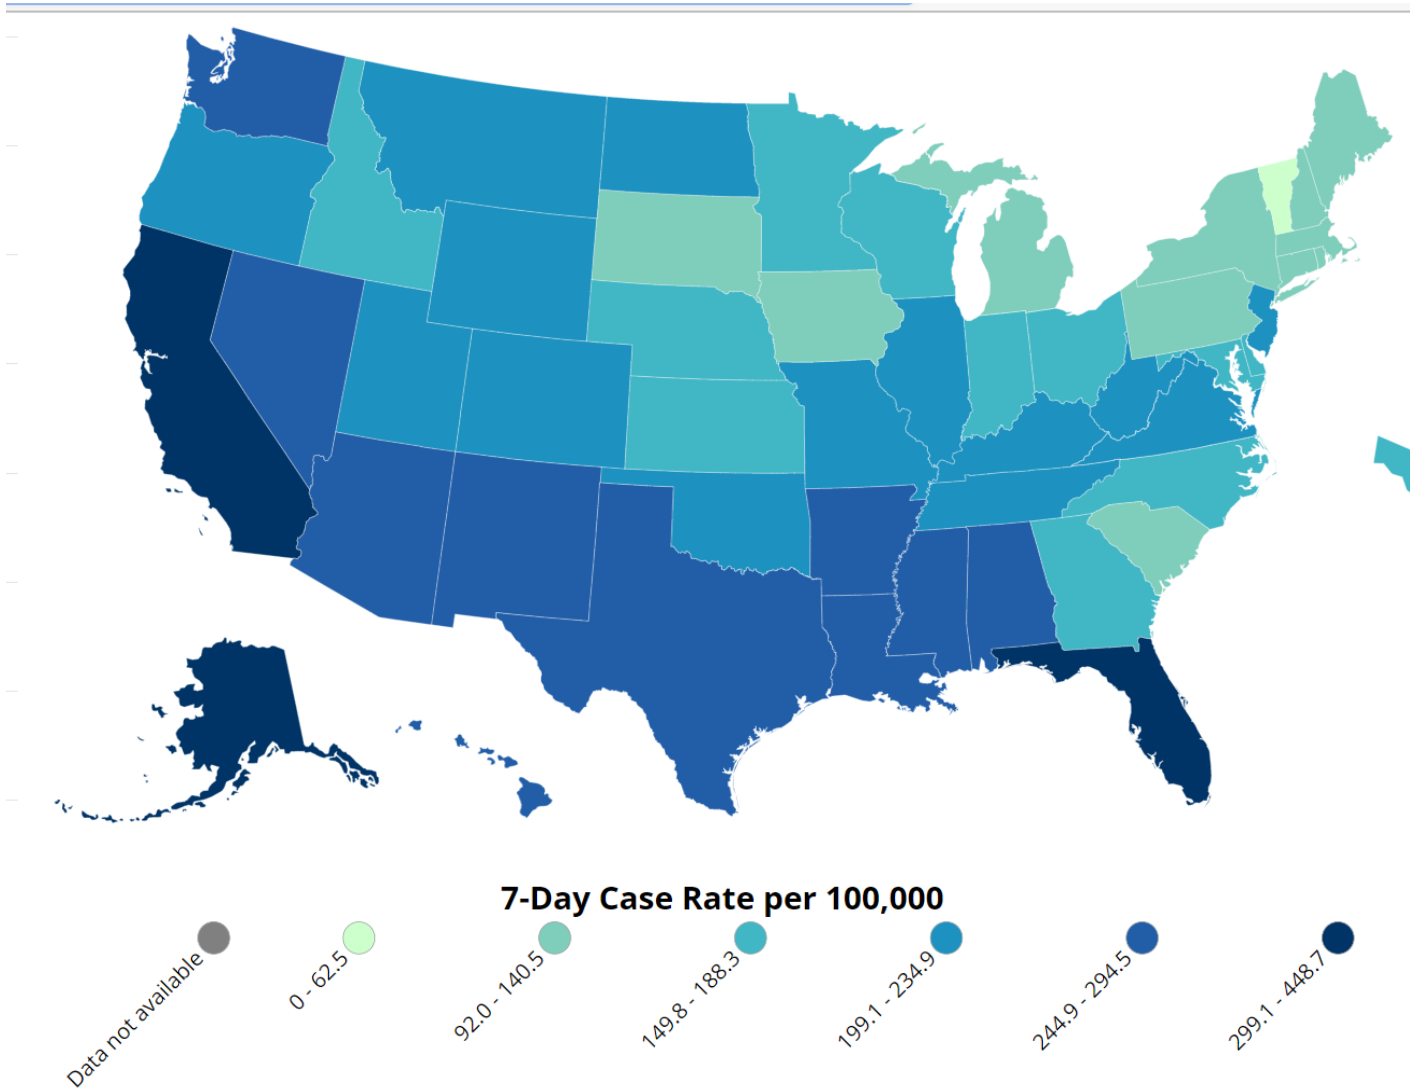 7-Day Case Rate per 100,000
Data not available
0 - 62.5
92.0 - 140.5
149.8 - 188.3
199.1 - 234.9
244.9 - 294.5
299.1 - 448.7